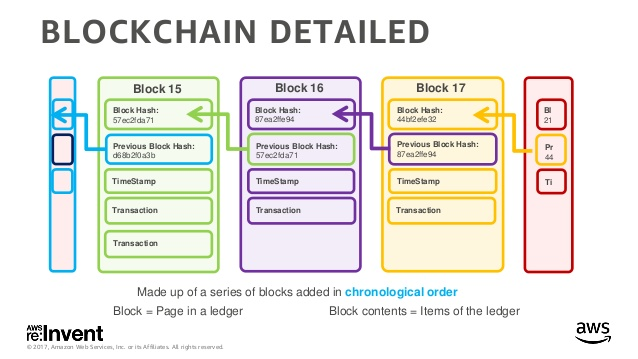 BLOCKCHAIN DETAILED
Block 15
Block Hash:
57ec2fda71
Previous Block Hash:
d68b2f0a3b
TimeStamp
Transaction
Transaction
Block 16
Block Hash:
87ea2ffe94
Previous Block Hash:
57ec2fda71
TimeStamp
Transaction
Block 17
Block Hash:
44bf2efe32
Previous Block Hash:
87ea2ffe94
TimeStamp
Transaction
Bl
21
Pr
44
Ti
Made up of a series of blocks added in chronological order
Block = Page in a ledger
Block contents = Items of the ledger
AWS
re:Invent
© 2017, Amazon Web Services, Inc. or its Affiliates. All rights reserved.
aws